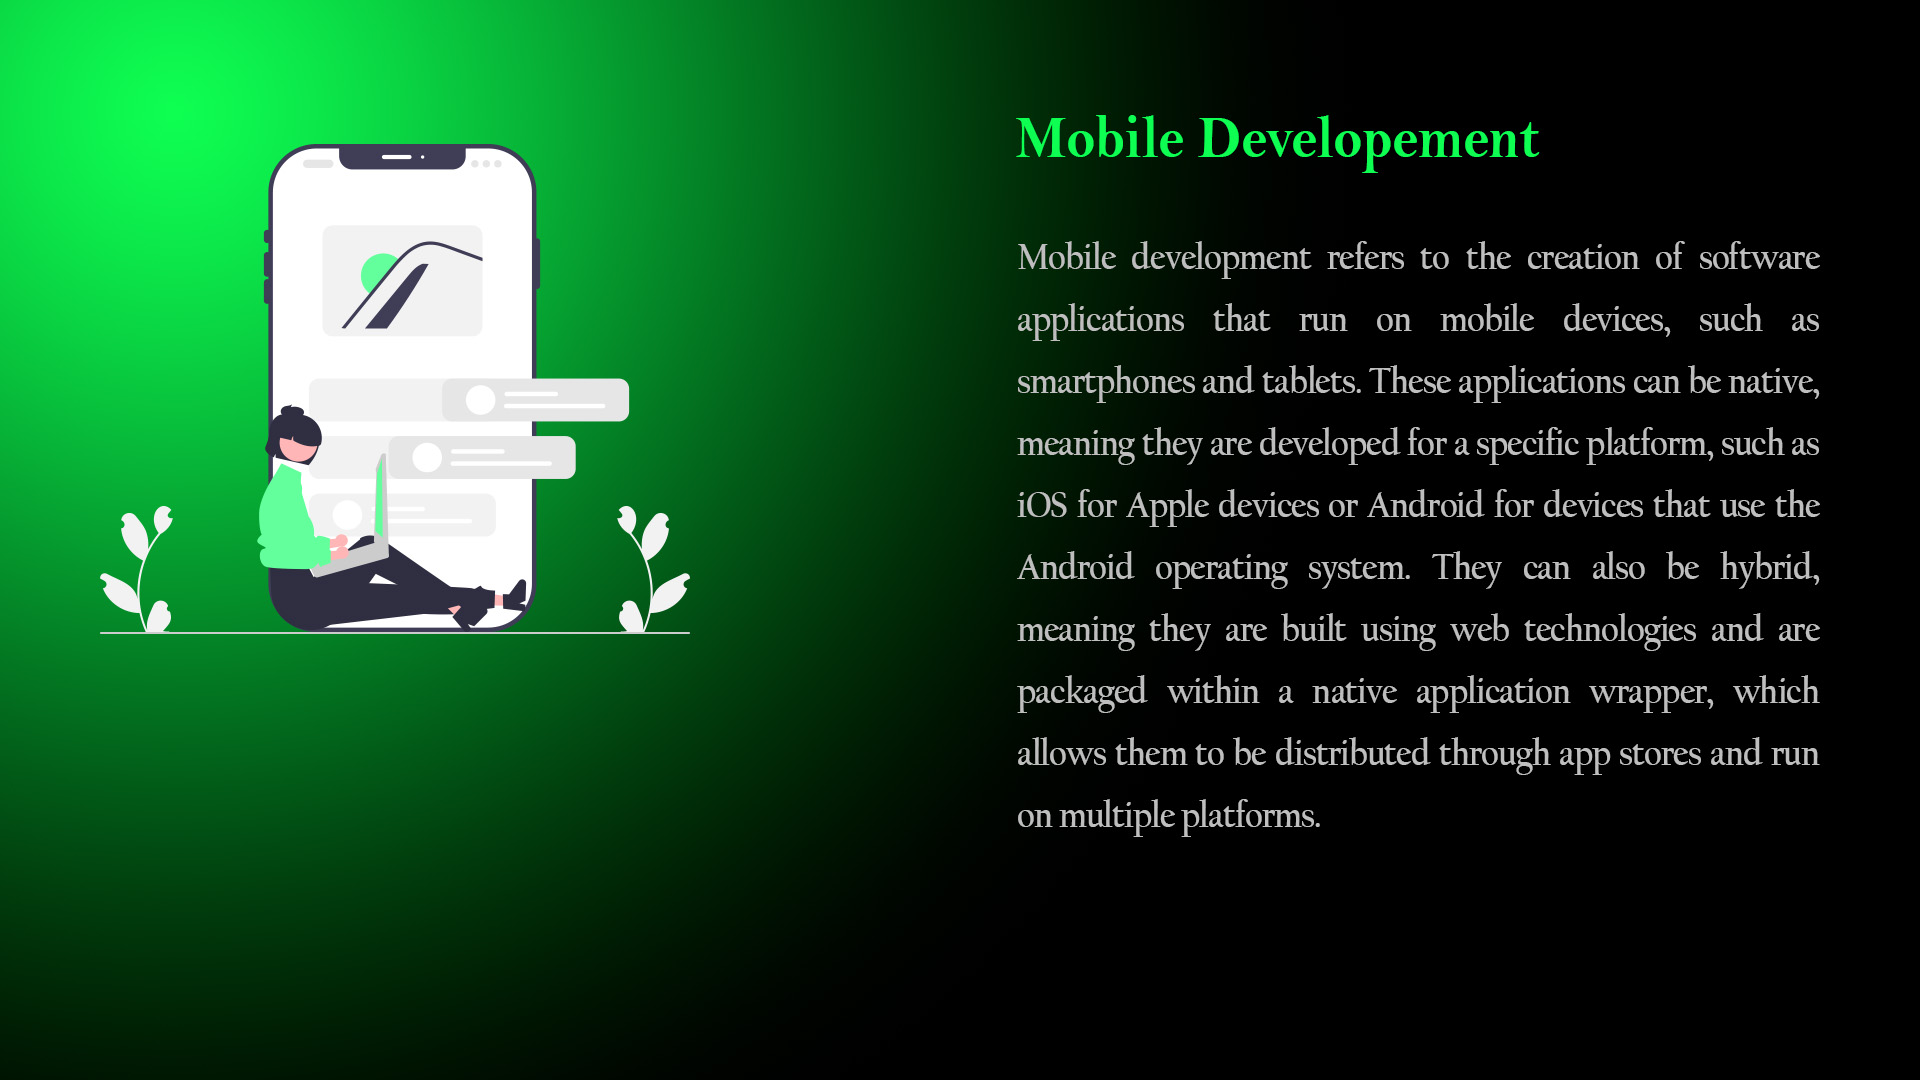 Mobile Developement
Mobile development refers to the creation of software
applications that run on mobile devices, such as
smartphones and tablets. These applications can be native,
meaning they are developed for a specific platform, such as
iOS for Apple devices or Android for devices that use the
Android operating system. They can also be hybrid,
meaning they are built using web technologies and are
packaged within a native application wrapper, which
allows them to be distributed through app stores and run
on multiple platforms.